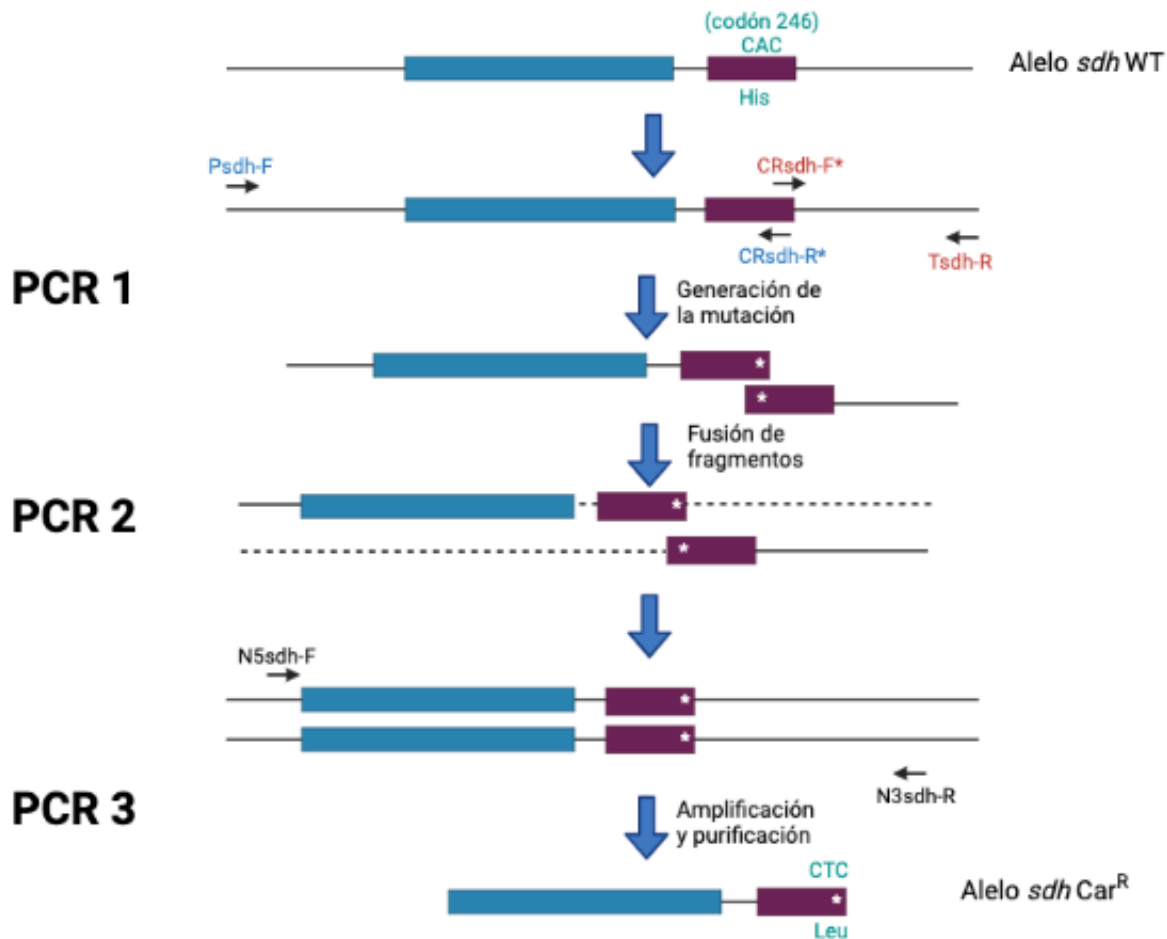 (codón 246)
CAC
Alelo sdh WT
His
Psdh-F
CRsdh-F*
CRsdh-R*
Tsdh-R
PCR 1
Generación de
la mutación
*
*
Fusión de
fragmentos
PCR 2
*
*
N5sdh-F
*
*
N3sdh-R
PCR 3
Amplificación
y purificación
CTC
Alelo sdh Carᴿ
*
Leu